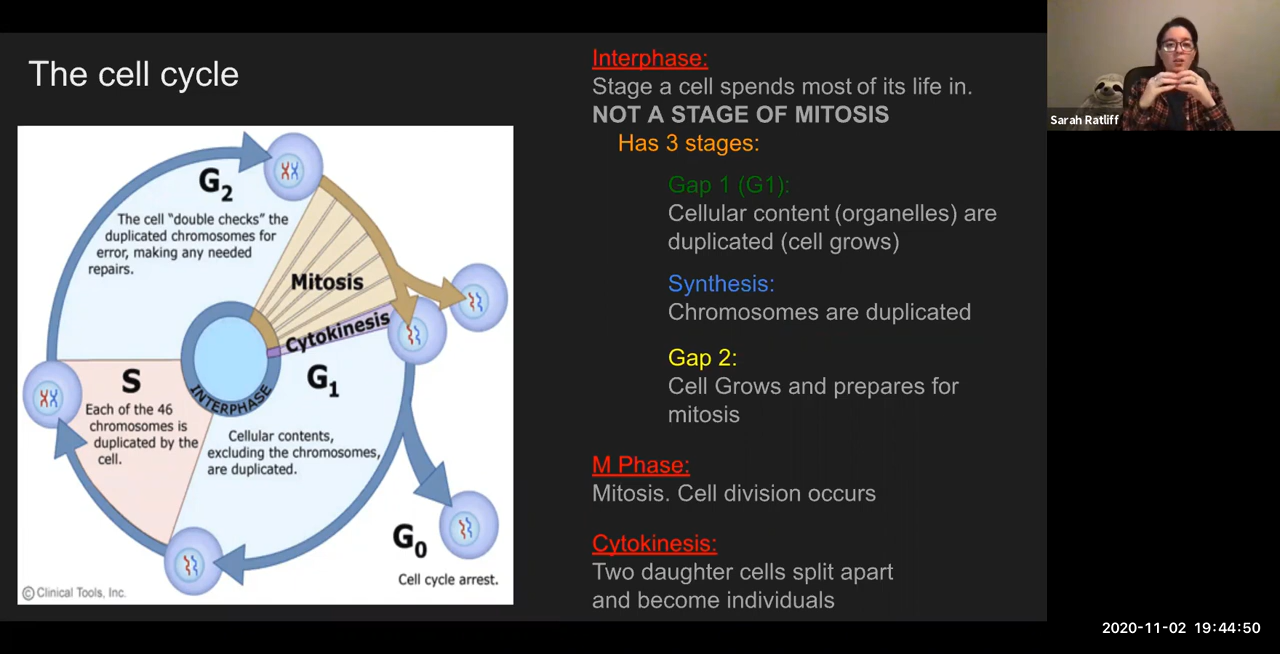 The cell cycle
G2
The cell "double checks" the
duplicated chromosomes for
error, making any needed
repairs.
Mitosis
Cytokinesis
S
Each of the 46
chromosomes is
duplicated by the
cell.
INTERPHASE
G1
Cellular contents,
excluding the chromosomes,
are duplicated.
G0
Cell cycle arrest.
© Clinical Tools, Inc.
Interphase:
Stage a cell spends most of its life in.
NOT A STAGE OF MITOSIS
Has 3 stages:
Gap 1 (G1):
Cellular content (organelles) are
duplicated (cell grows)
Synthesis:
Chromosomes are duplicated
Gap 2:
Cell Grows and prepares for
mitosis
M Phase:
Mitosis. Cell division occurs
Cytokinesis:
Two daughter cells split apart
and become individuals
Sarah Ratliff
2020-11-02 19:44:50